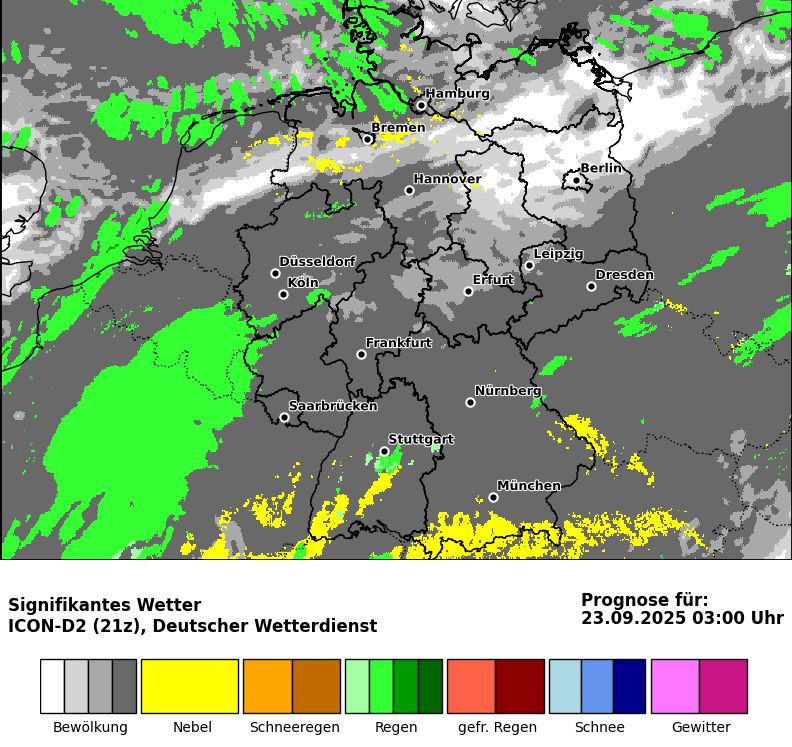 Hamburg
Bremen
Berlin
Hannover
Düsseldorf
Leipzig
Köln
Erfurt
Dresden
Frankfurt
Nürnberg
Saarbrücken
Stuttgart
München
Signifikantes Wetter
ICON-D2 (21z), Deutscher Wetterdienst
Prognose für:
23.09.2025 03:00 Uhr
Bewölkung Nebel Schneeregen Regen gefr. Regen Schnee Gewitter